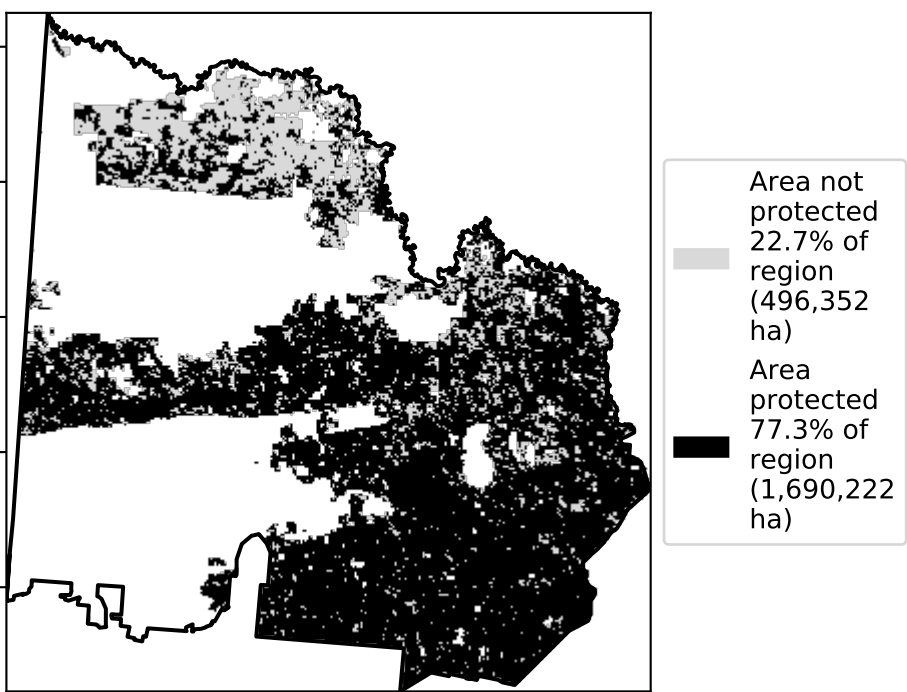 Area not
protected
22.7% of
region
(496,352
ha)
Area
protected
77.3% of
region
(1,690,222
ha)